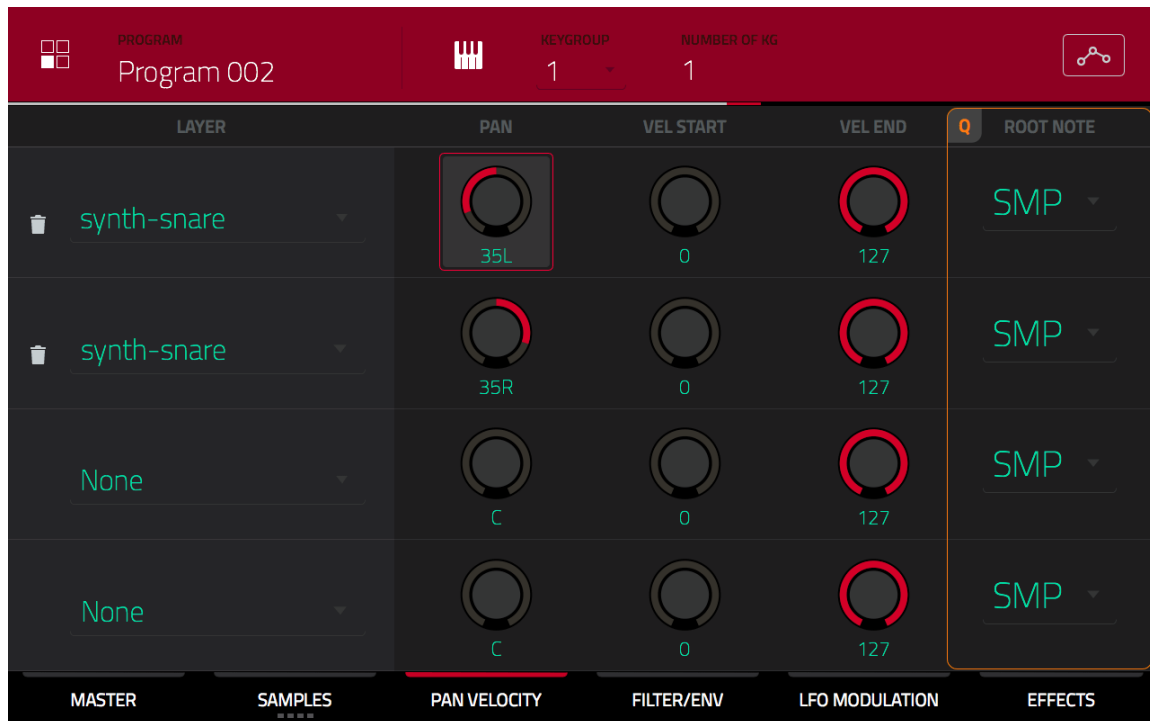 PROGRAM KEYGROUP NUMBER OF KG
Program 002 1 1
LAYER PAN VEL START VEL END Q ROOT NOTE
synth-snare SMP
35L 0 127
synth-snare SMP
35R 0 127
None SMP
C 0 127
None SMP
C 0 127
MASTER SAMPLES PAN VELOCITY FILTER/ENV LFO MODULATION EFFECTS